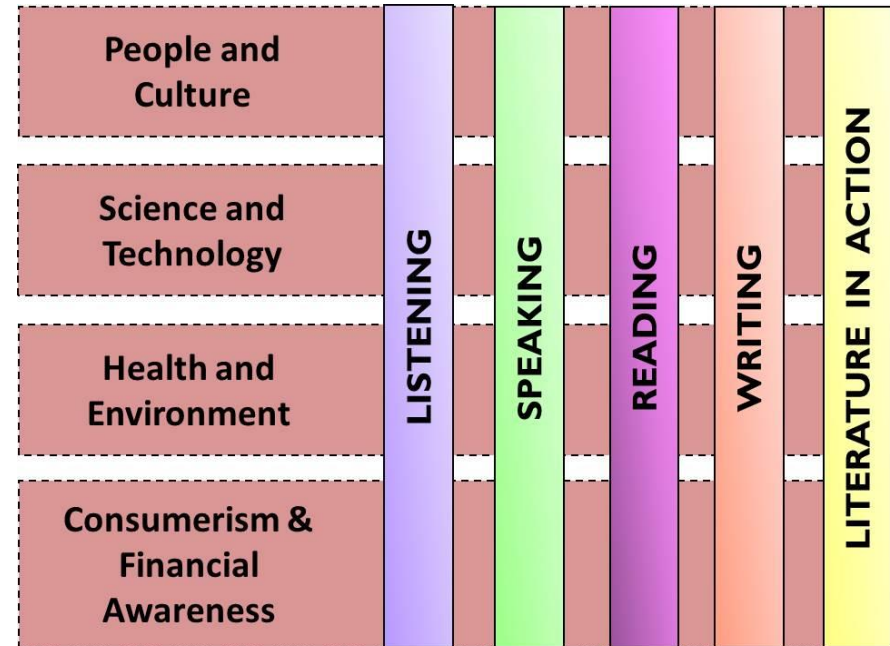 People and
Culture
Science and
Technology
Health and
Environment
Consumerism &
Financial
Awareness
LISTENING
SPEAKING
READING
WRITING
LITERATURE IN ACTION